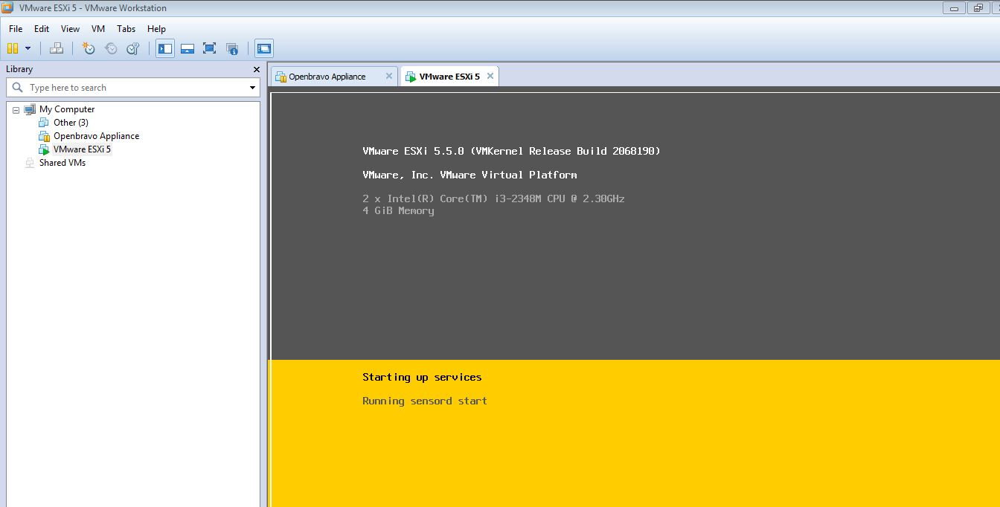 VMware ESXi 5 - VMware Workstation
File Edit View VM Tabs Help
Library
Type here to search
My Computer
Other (3)
Openbravo Appliance
VMware ESXi 5
Shared VMs
Openbravo Appliance
VMware ESXi 5
VMware ESXi 5.5.0 (VMKernel Release Build 2068190)
VMware, Inc. VMware Virtual Platform
2 x Intel(R) Core(TM) i3-2348M CPU @ 2.30GHz
4 GiB Memory
Starting up services
Running sensord start